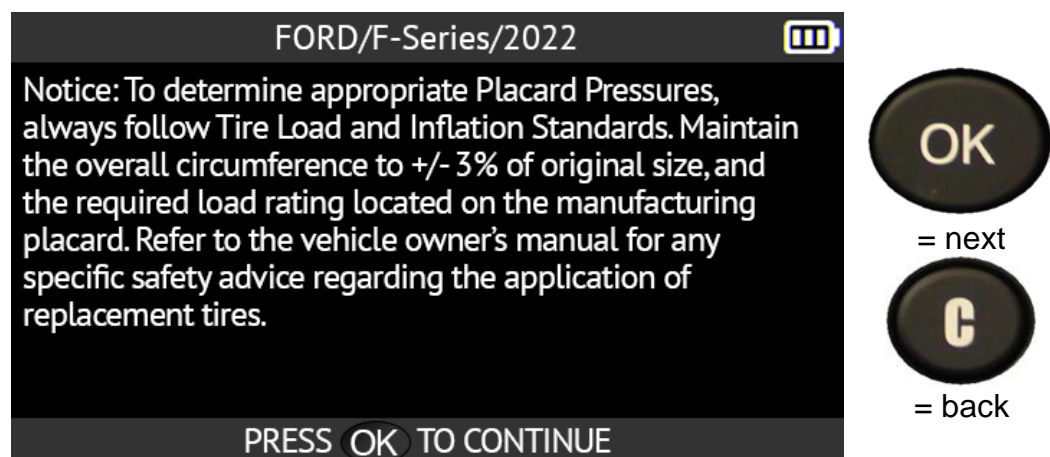 FORD/F-Series/2022
Notice: To determine appropriate Placard Pressures,
always follow Tire Load and Inflation Standards. Maintain
the overall circumference to +/- 3% of original size, and
the required load rating located on the manufacturing
placard. Refer to the vehicle owner's manual for any
specific safety advice regarding the application of
replacement tires.
PRESS OK TO CONTINUE
OK
= next
C
= back